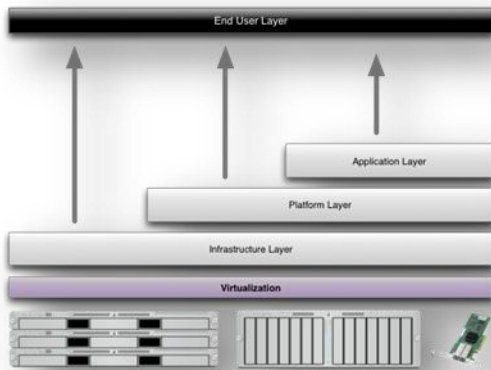 End User Layer
Application Layer
Platform Layer
Infrastructure Layer
Virtualization